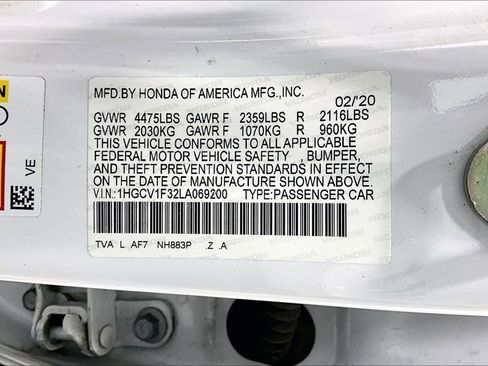 MFD.BY HONDA OF AMERICA MFG.,INC.
02/'20
GVWR 4475LBS GAWR F 2359LBS R 2116LBS
GVWR 2030KG GAWR F 1070KG R 960KG
THIS VEHICLE CONFORMS TO ALL APPLICABLE
FEDERAL MOTOR VEHICLE SAFETY , BUMPER,
AND THEFT PREVENTION STANDARDS IN EFFECT
ON THE DATE OF MANUFACTURE SHOWN ABOVE.
V.I.N.:1HGCV1F32LA069200 TYPE:PASSENGER CAR
TVA L AF7 NH883P .Z .A
VE